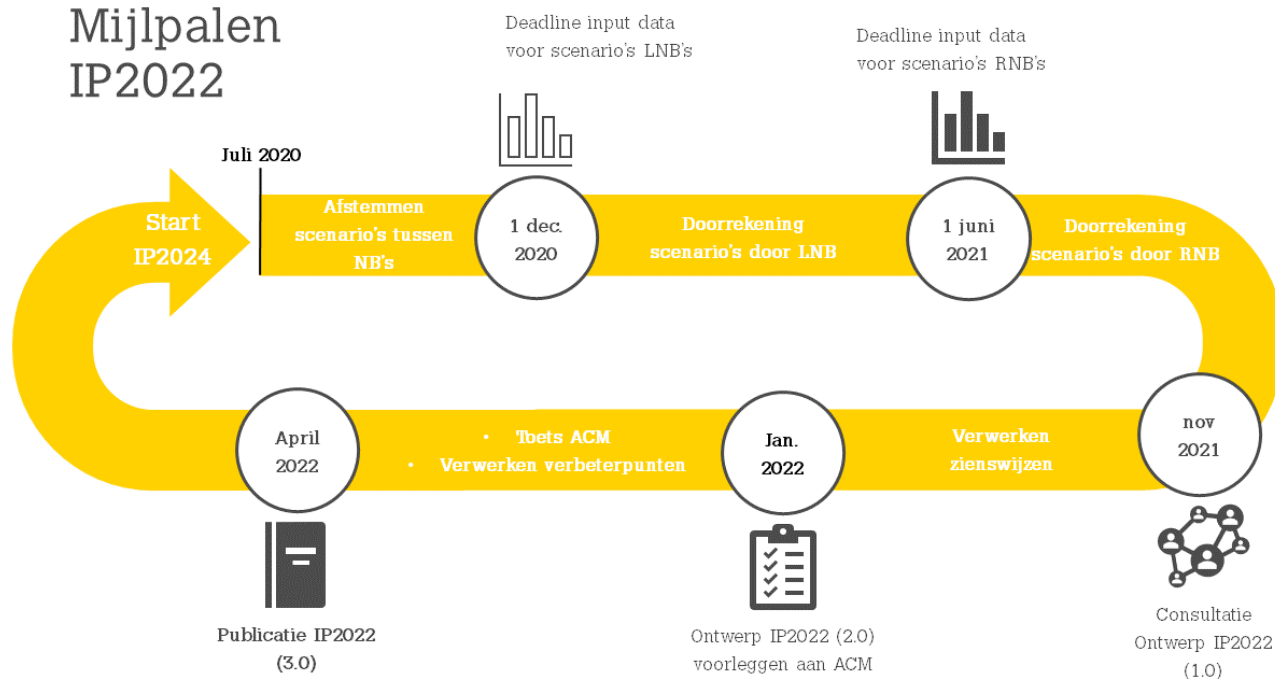 Mijlpalen
IP2022
Deadline input data
voor scenario's LNB's
Deadline input data
voor scenario's RNB's
Juli 2020
Start
IP2024
Afstemmen
scenario's tussen
NB's
1 dec.
2020
Doorrekening
scenario's door LNB
1 juni
2021
Doorrekening
scenario's door RNB
April
2022
• Toets ACM
• Verwerken verbeterpunten
Jan.
2022
Verwerken
zienswijzen
nov
2021
Publicatie IP2022
(3.0)
Ontwerp IP2022 (2.0)
voorleggen aan ACM
Consultatie
Ontwerp IP2022
(1.0)